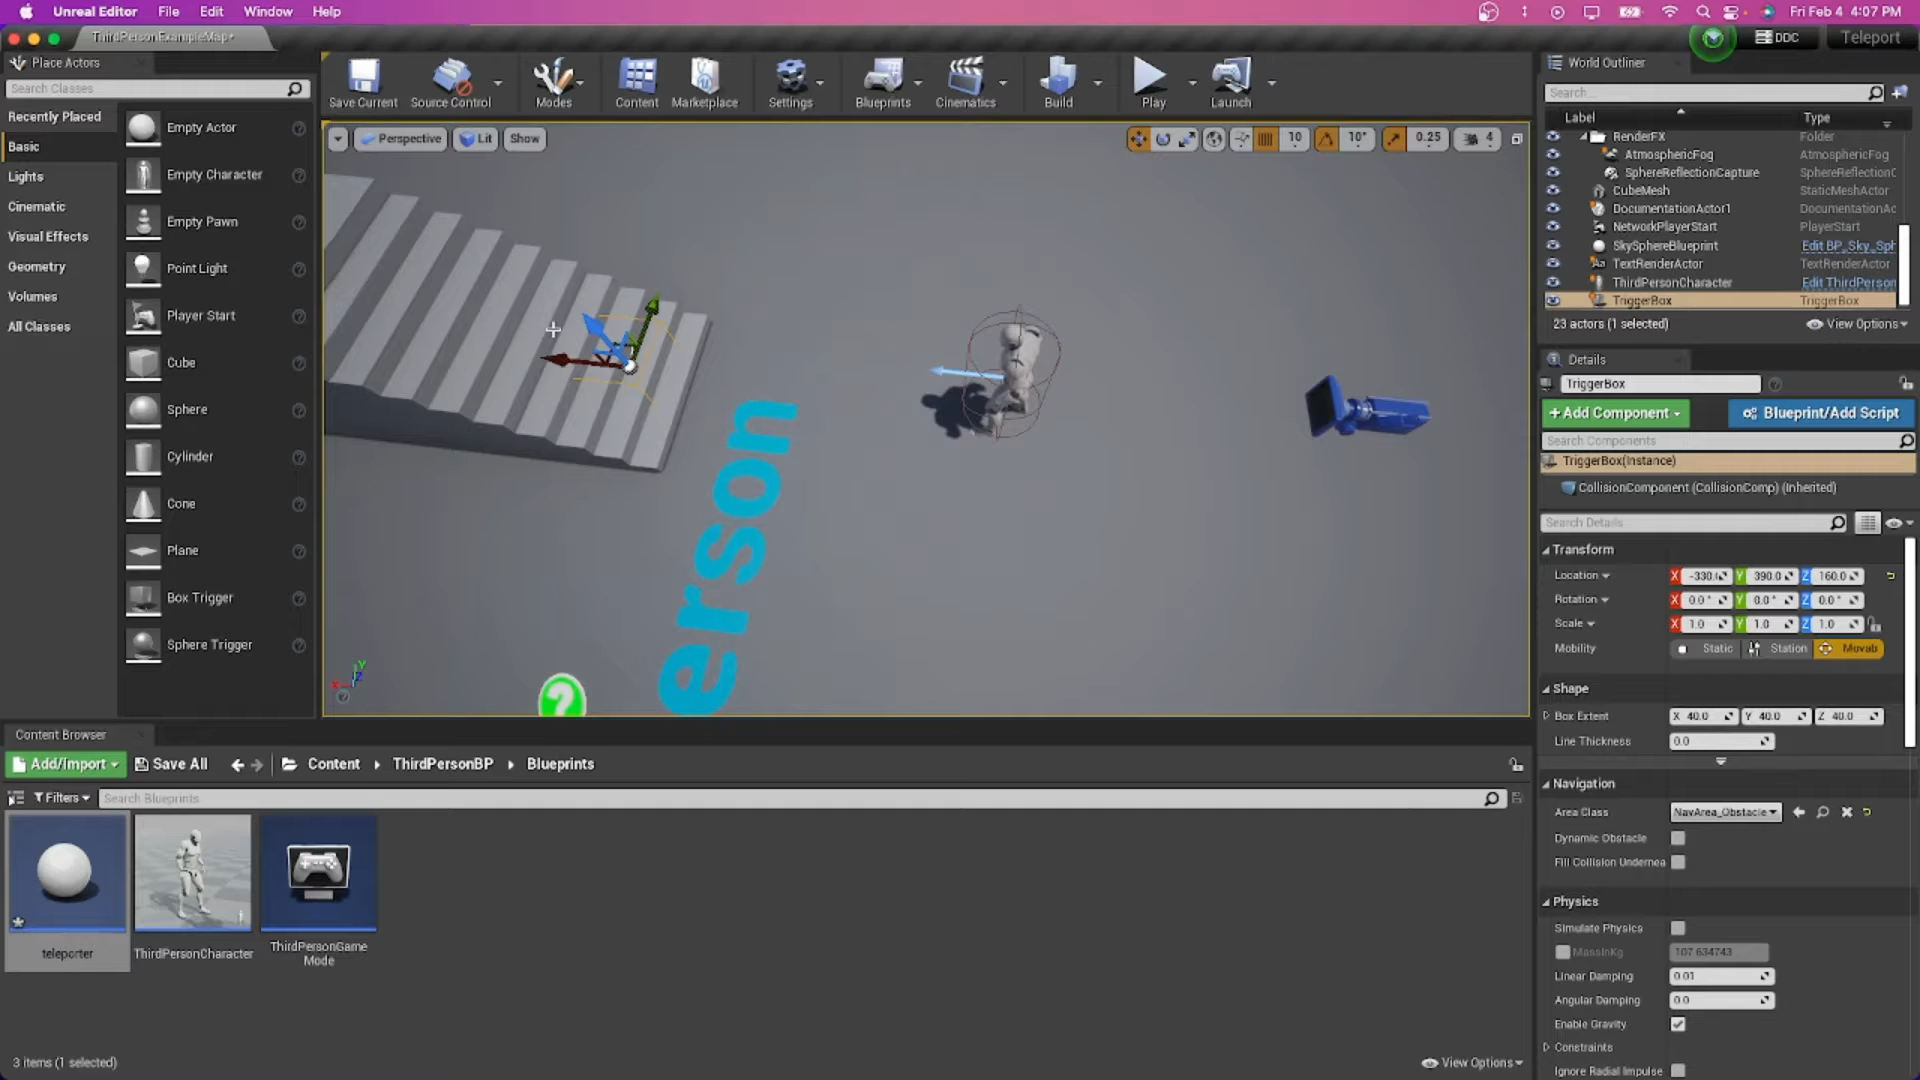 Unreal Editor File Edit Window Help Fri Feb 4 4:07 PM
ThirdPersonExampleMap* DDC Teleport
Place Actors
Search Classes
Recently Placed
Basic
Lights
Cinematic
Visual Effects
Geometry
Volumes
All Classes
Empty Actor
Empty Character
Empty Pawn
Point Light
Player Start
Cube
Sphere
Cylinder
Cone
Plane
Box Trigger
Sphere Trigger
Save Current Source Control Modes Content Marketplace Settings Blueprints Cinematics Build Play Launch
Perspective Lit Show 10 10° 0.25 4
erson
World Outliner
Search...
Label Type
RenderFX Folder
AtmosphericFog AtmosphericFog
SphereReflectionCapture SphereReflectionC
CubeMesh StaticMeshActor
DocumentationActor1 DocumentationAc
NetworkPlayerStart PlayerStart
SkySphereBlueprint Edit BP_Sky_Sph
TextRenderActor TextRenderActor
ThirdPersonCharacter Edit ThirdPerson
TriggerBox TriggerBox
23 actors (1 selected) View Options
Details
TriggerBox
+Add Component Blueprint/Add Script
Search Components
TriggerBox(Instance)
CollisionComponent (CollisionComp) (Inherited)
Search Details
Transform
Location X -330.( Y 390.0 Z 160.0
Rotation X 0.0° Y 0.0° Z 0.0°
Scale X 1.0 Y 1.0 Z 1.0
Mobility Static Station Movab
Shape
Box Extent X 40.0 Y 40.0 Z 40.0
Line Thickness 0.0
Navigation
Area Class NavArea_Obstacle
Dynamic Obstacle
Fill Collision Undernea
Physics
Simulate Physics
MassInKg 107.634743
Linear Damping 0.01
Angular Damping 0.0
Enable Gravity
Constraints
Ignore Radial Impulse
Content Browser
Add/Import Save All Content ThirdPersonBP Blueprints
Filters Search Blueprints
teleporter
ThirdPersonCharacter
ThirdPersonGame
Mode
3 items (1 selected) View Options